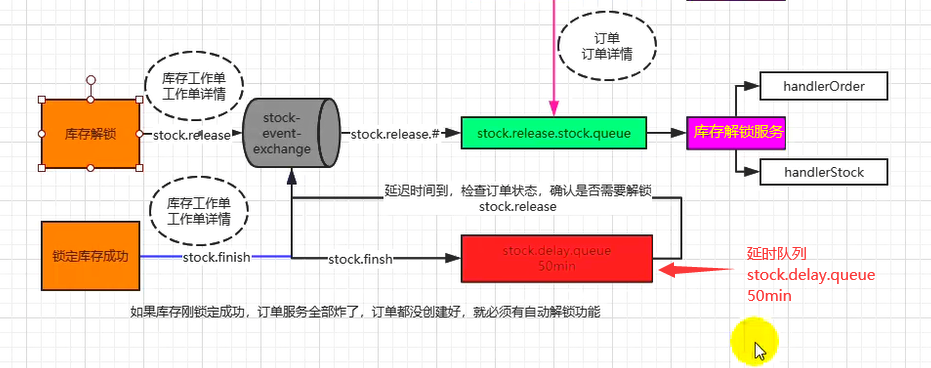 订单
订单详情
库存工作单
工作单详情
handlerOrder
库存解锁
stock.release
stock-
event-
exchange
stock.release.#
stock.release.stock.queue
库存解锁服务
handlerStock
延迟时间到，检查订单状态，确认是否需要解锁
stock.release
库存工作单
工作单详情
锁定库存成功
stock.finish
stock.finsh
stock.delay.queue
50min
延时队列
stock.delay.queue
50min
如果库存刚锁定成功，订单服务全部炸了，订单都没创建好，就必须有自动解锁功能